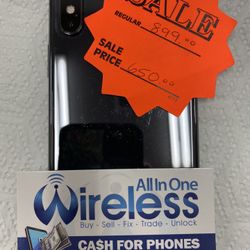 SALE
REGULAR 899.00
SALE
PRICE 650.00
All In One
Wireless
Buy - Sell - Fix - Trade - Unlock
CA$H FOR PHONES